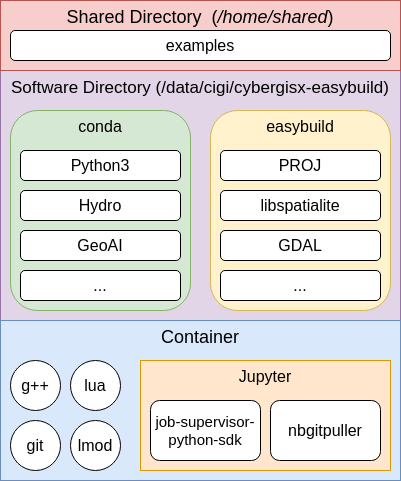 Shared Directory (/home/shared)
examples
Software Directory (/data/cigi/cybergisx-easybuild)
conda
Python3
Hydro
GeoAI
...
easybuild
PROJ
libspatialite
GDAL
...
Container
g++
lua
git
lmod
Jupyter
job-supervisor-
python-sdk
nbgitpuller